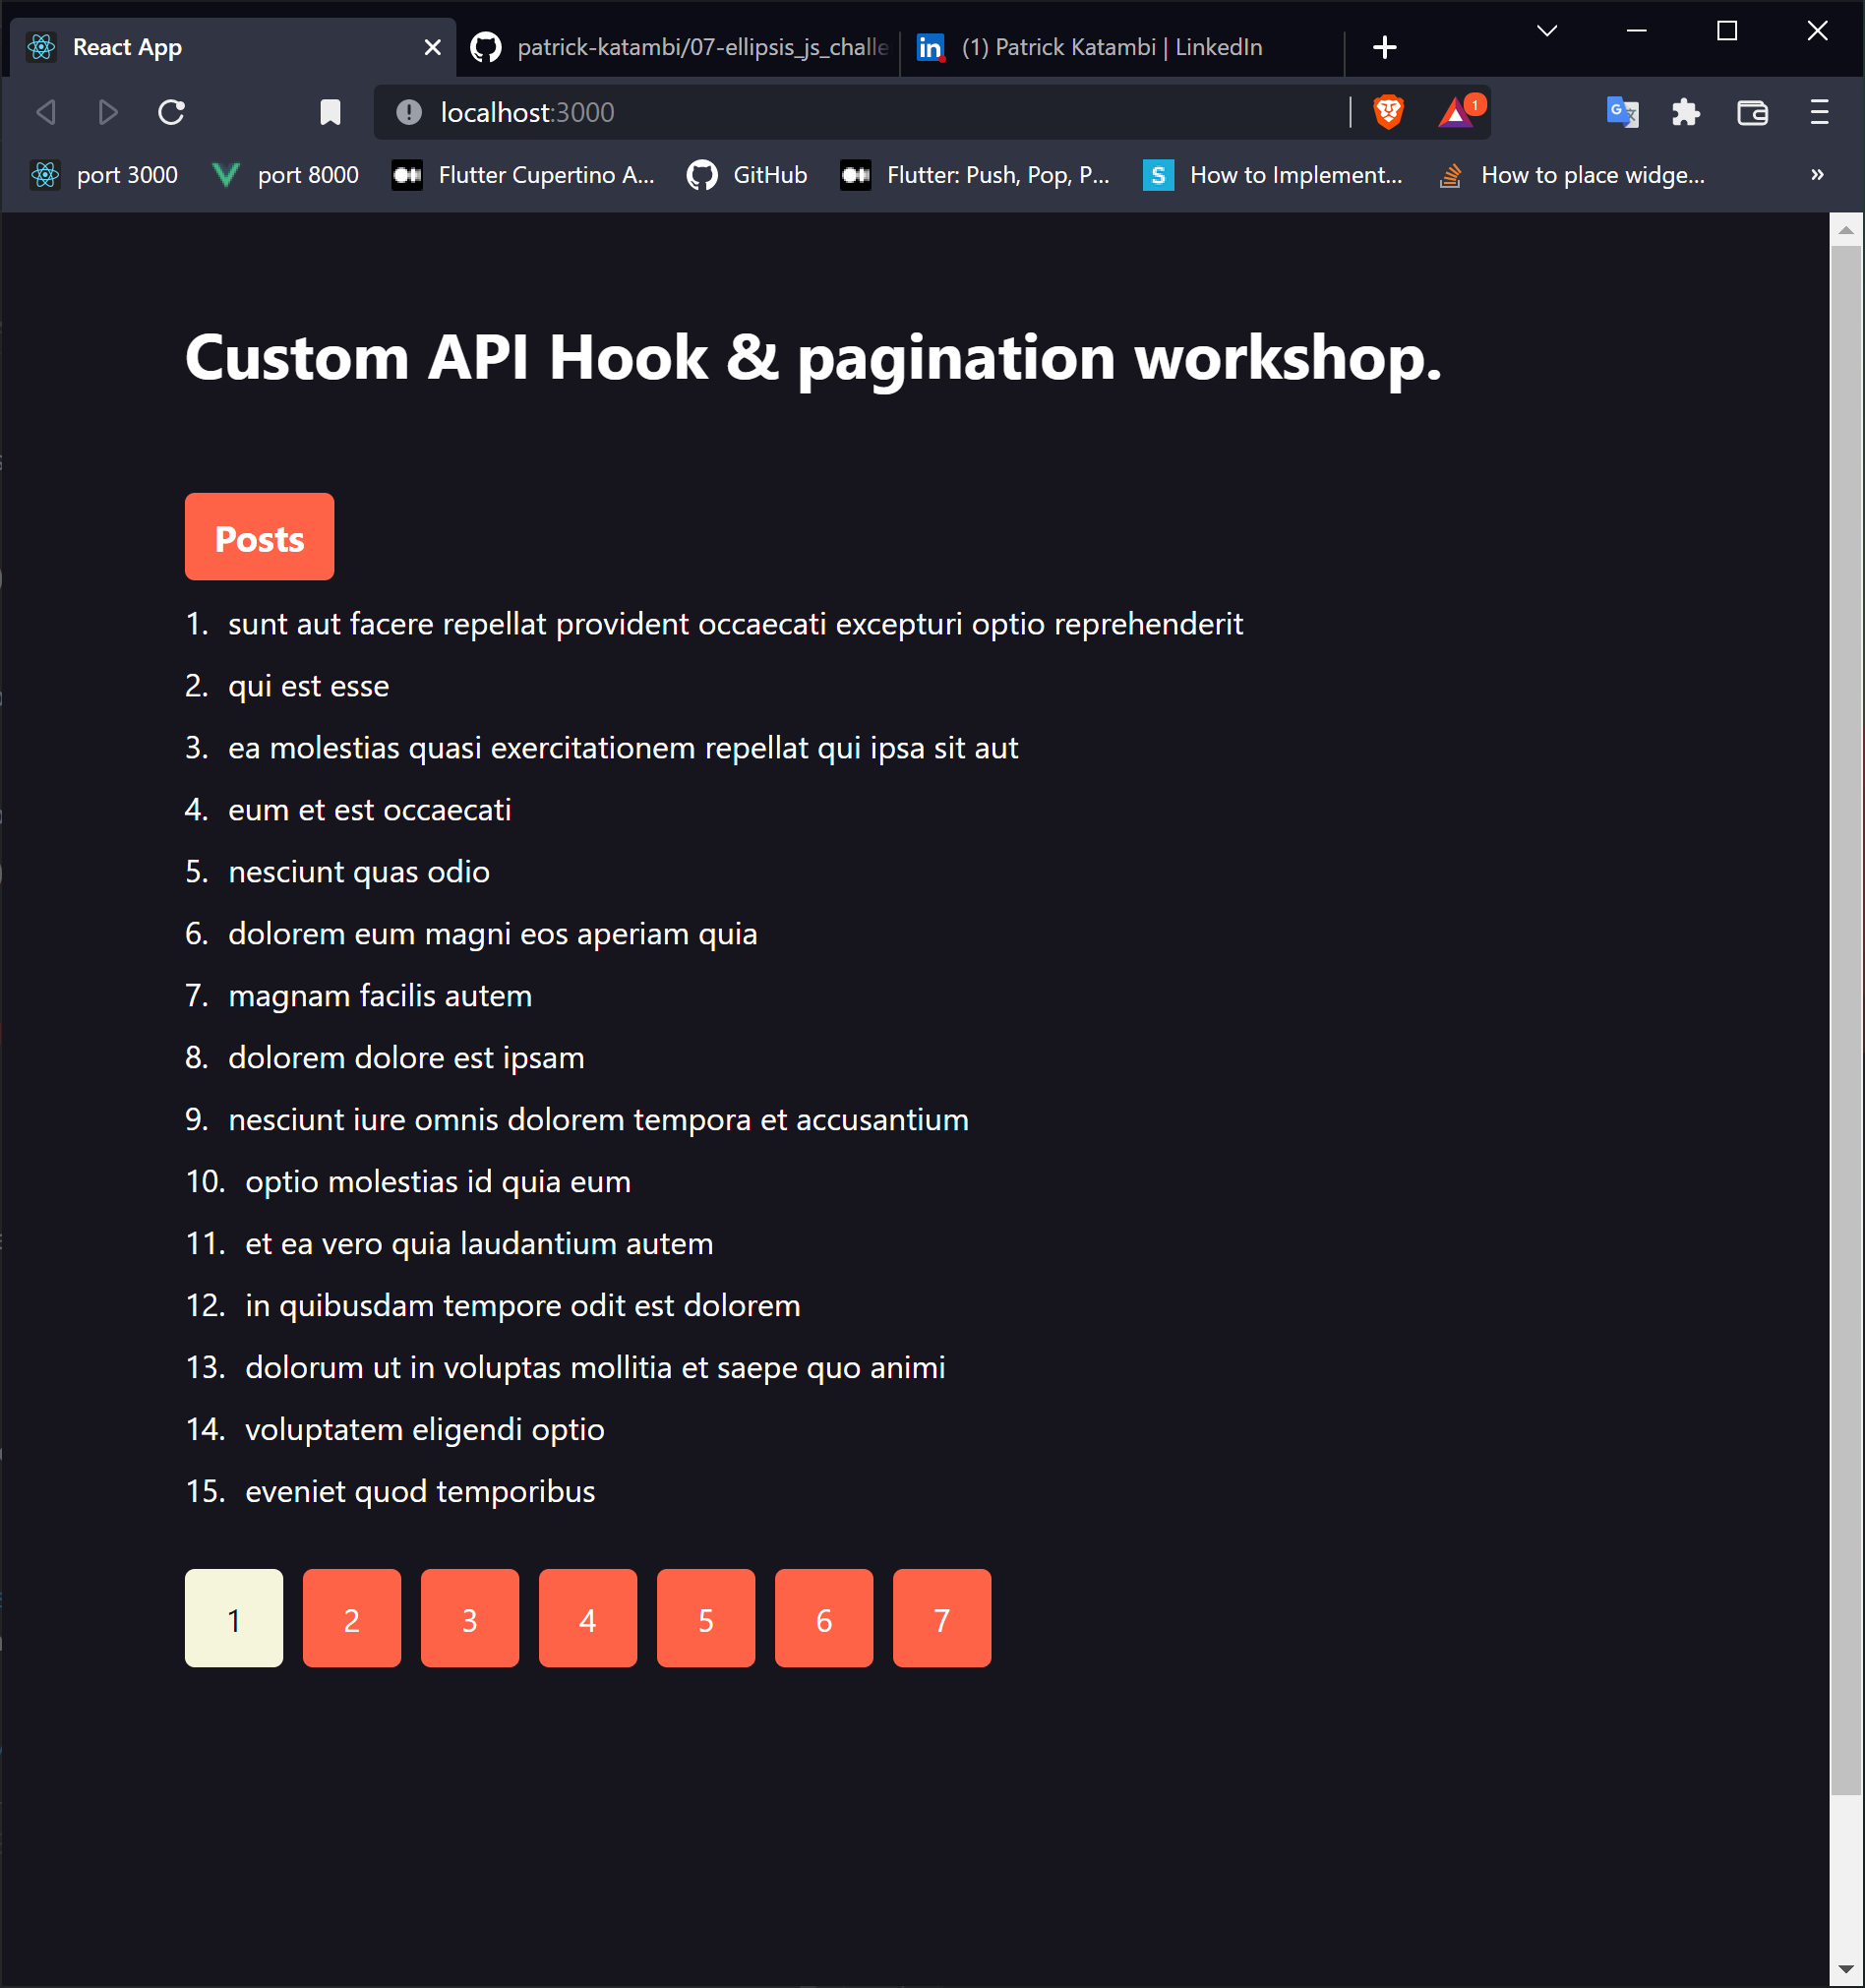 React App
patrick-katambi/07-ellipsis_js_challe
(1) Patrick Katambi | LinkedIn
localhost:3000
1
port 3000
port 8000
Flutter Cupertino A...
GitHub
Flutter: Push, Pop, P...
S
How to Implement...
How to place widge...
»
Custom API Hook & pagination workshop.
Posts
1. sunt aut facere repellat provident occaecati excepturi optio reprehenderit
2. qui est esse
3. ea molestias quasi exercitationem repellat qui ipsa sit aut
4. eum et est occaecati
5. nesciunt quas odio
6. dolorem eum magni eos aperiam quia
7. magnam facilis autem
8. dolorem dolore est ipsam
9. nesciunt iure omnis dolorem tempora et accusantium
10. optio molestias id quia eum
11. et ea vero quia laudantium autem
12. in quibusdam tempore odit est dolorem
13. dolorum ut in voluptas mollitia et saepe quo animi
14. voluptatem eligendi optio
15. eveniet quod temporibus
1 2 3 4 5 6 7